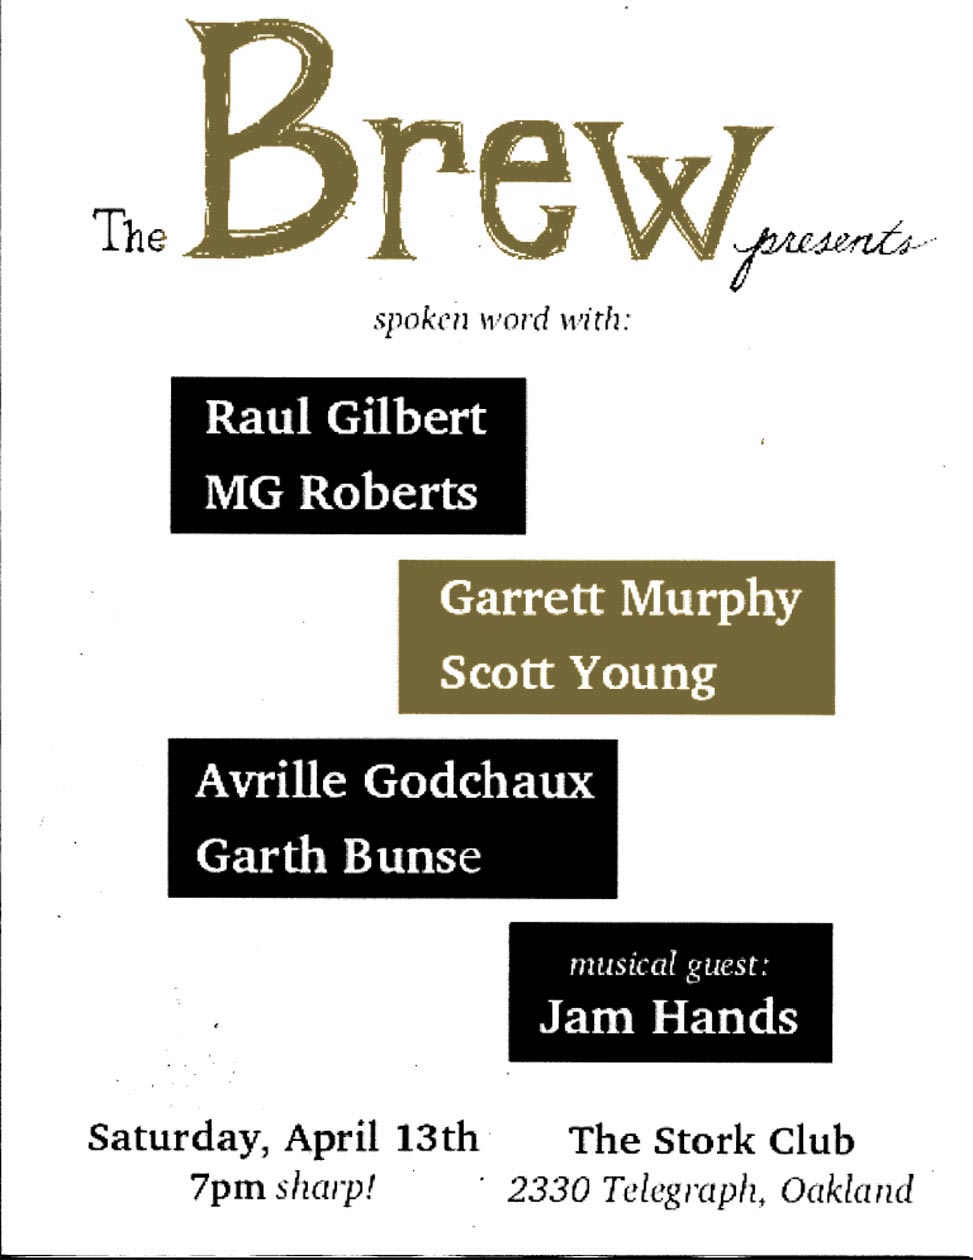 The Brew presents
spoken word with:
Raul Gilbert
MG Roberts
Garrett Murphy
Scott Young
Avrille Godchaux
Garth Bunse
musical guest:
Jam Hands
Saturday, April 13th
7pm sharp!
The Stork Club
2330 Telegraph, Oakland